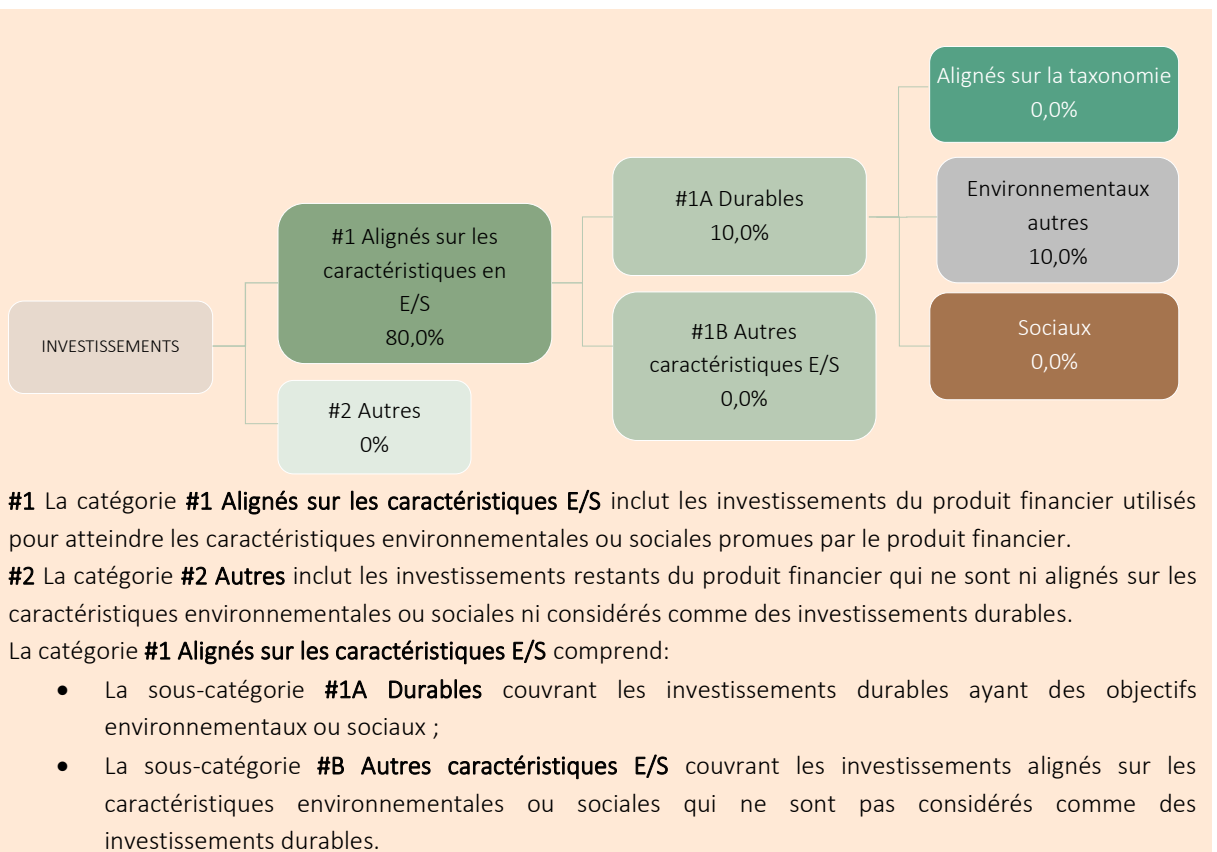 INVESTISSEMENTS
#1 Alignés sur les
caractéristiques en
E/S
80,0%
#2 Autres
0%
#1A Durables
10,0%
#1B Autres
caractéristiques E/S
0,0%
Alignés sur la taxonomie
0,0%
Environnementaux
autres
10,0%
Sociaux
0,0%
#1 La catégorie #1 Alignés sur les caractéristiques E/S inclut les investissements du produit financier utilisés
pour atteindre les caractéristiques environnementales ou sociales promues par le produit financier.
#2 La catégorie #2 Autres inclut les investissements restants du produit financier qui ne sont ni alignés sur les
caractéristiques environnementales ou sociales ni considérés comme des investissements durables.
La catégorie #1 Alignés sur les caractéristiques E/S comprend:
• La sous-catégorie #1A Durables couvrant les investissements durables ayant des objectifs
environnementaux ou sociaux ;
• La sous-catégorie #B Autres caractéristiques E/S couvrant les investissements alignés sur les
caractéristiques environnementales ou sociales qui ne sont pas considérés comme des
investissements durables.